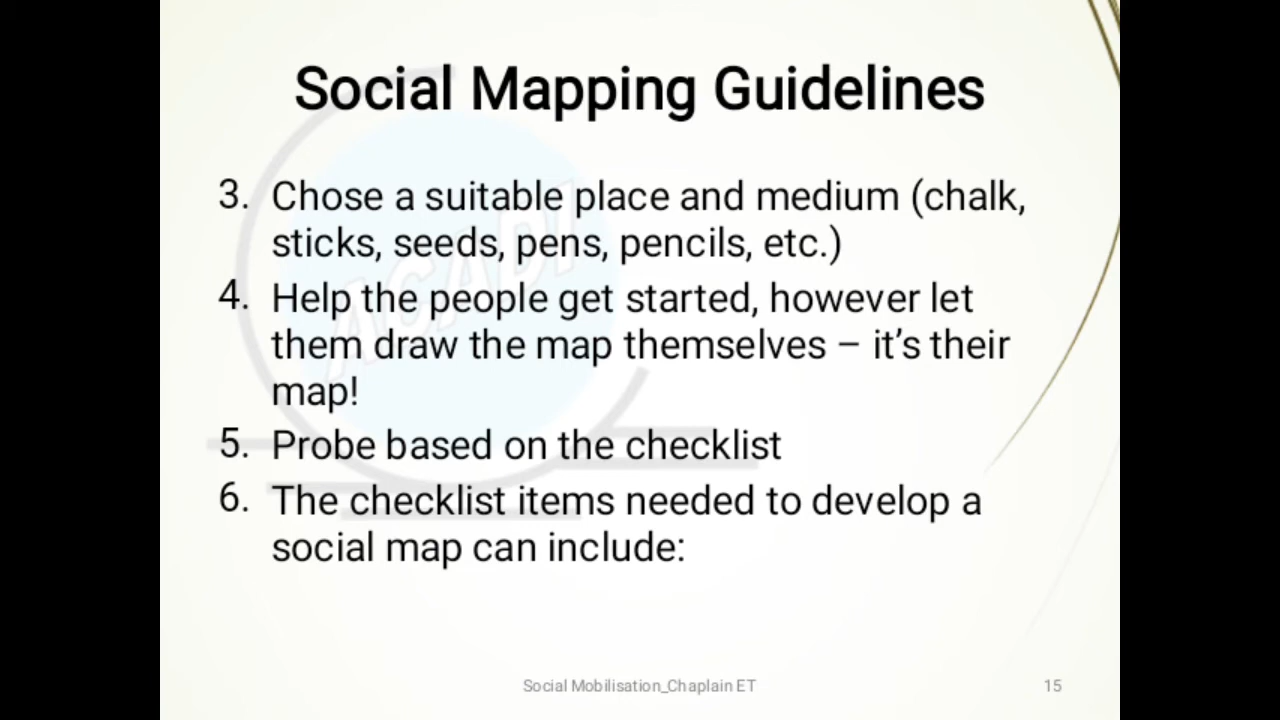 Social Mapping Guidelines
3. Chose a suitable place and medium (chalk,
sticks, seeds, pens, pencils, etc.)
4. Help the people get started, however let
them draw the map themselves – it’s their
map!
5. Probe based on the checklist
6. The checklist items needed to develop a
social map can include:
ACADI
Social Mobilisation_Chaplain ET
15